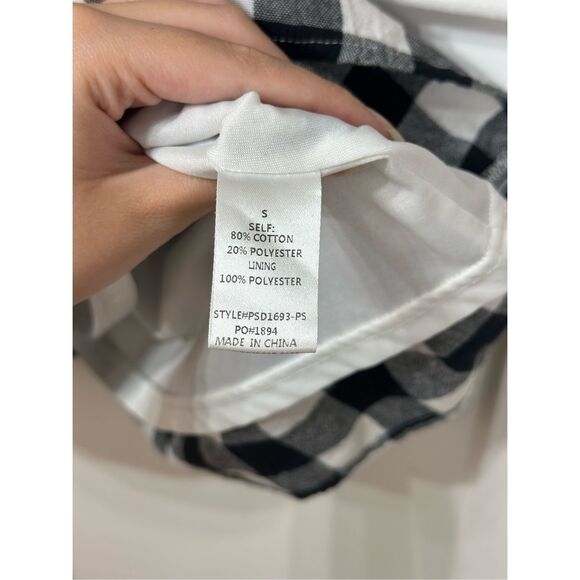 S
SELF:
80% COTTON
20% POLYESTER
LINING
100% POLYESTER
STYLE#PSD1693-PS
PO#1894
MADE IN CHINA